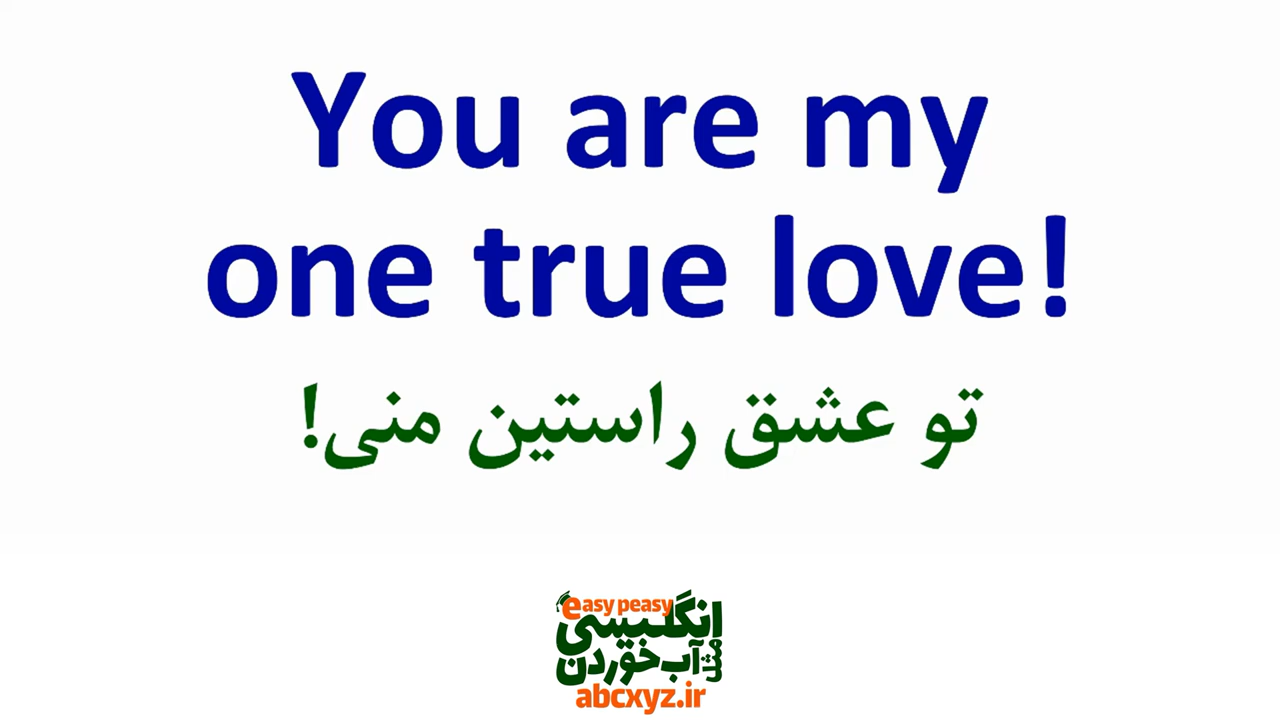 You are my
one true love!
تو عشق راستین منی!
easy peasy
انگلیسی
مثل آب خوردن
abcxyz.ir